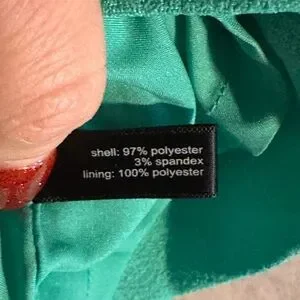 shell: 97% polyester
3% spandex
lining: 100% polyester